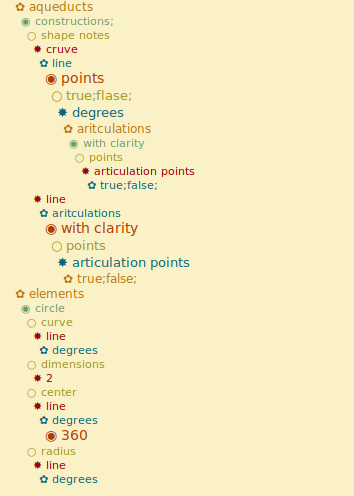 aqueducts
constructions;
shape notes
cruve
line
points
true;flase;
degrees
aritculations
with clarity
points
articulation points
true;false;
line
aritculations
with clarity
points
articulation points
true;false;
elements
circle
curve
line
degrees
dimensions
2
center
line
degrees
360
radius
line
degrees